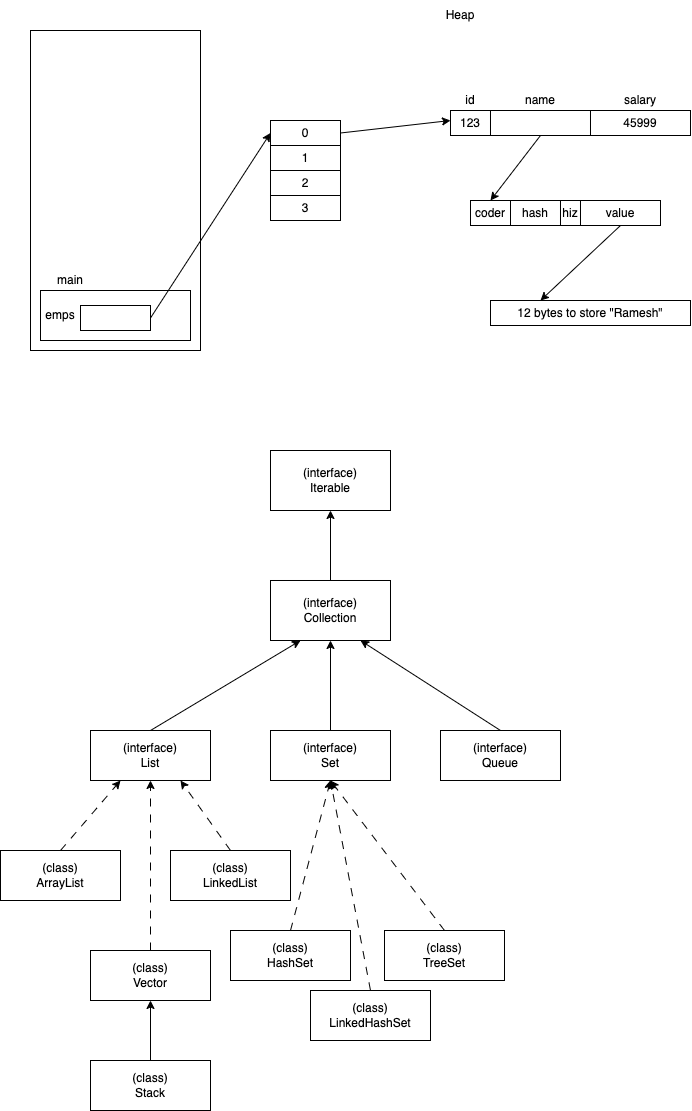 Heap
id
name
salary
123
45999
0
1
2
3
coder
hash
hiz
value
main
emps
12 bytes to store "Ramesh"
(interface)
Iterable
(interface)
Collection
(interface)
List
(interface)
Set
(interface)
Queue
(class)
ArrayList
(class)
LinkedList
(class)
HashSet
(class)
TreeSet
(class)
Vector
(class)
LinkedHashSet
(class)
Stack